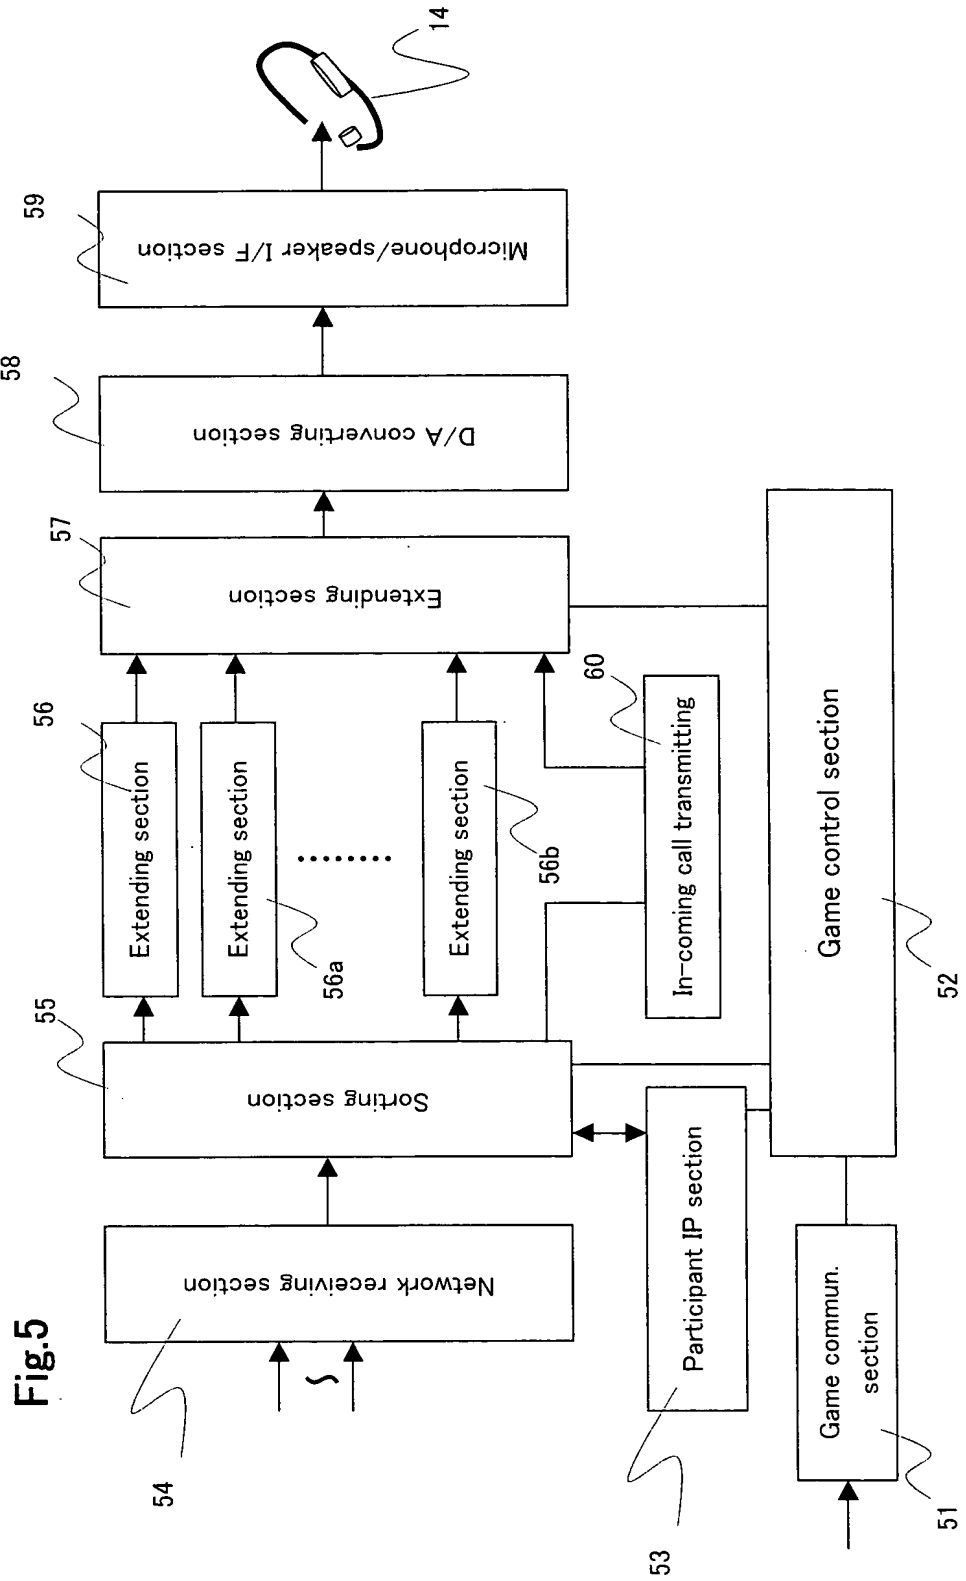 Fig.5
54
Network receiving section
55
Sorting section
56
Extending section
56a
Extending section
56b
Extending section
57
Extending section
58
D/A converting section
59
Microphone/speaker I/F section
14
60
In-coming call transmitting
53
Participant IP section
51
Game commun.
section
52
Game control section